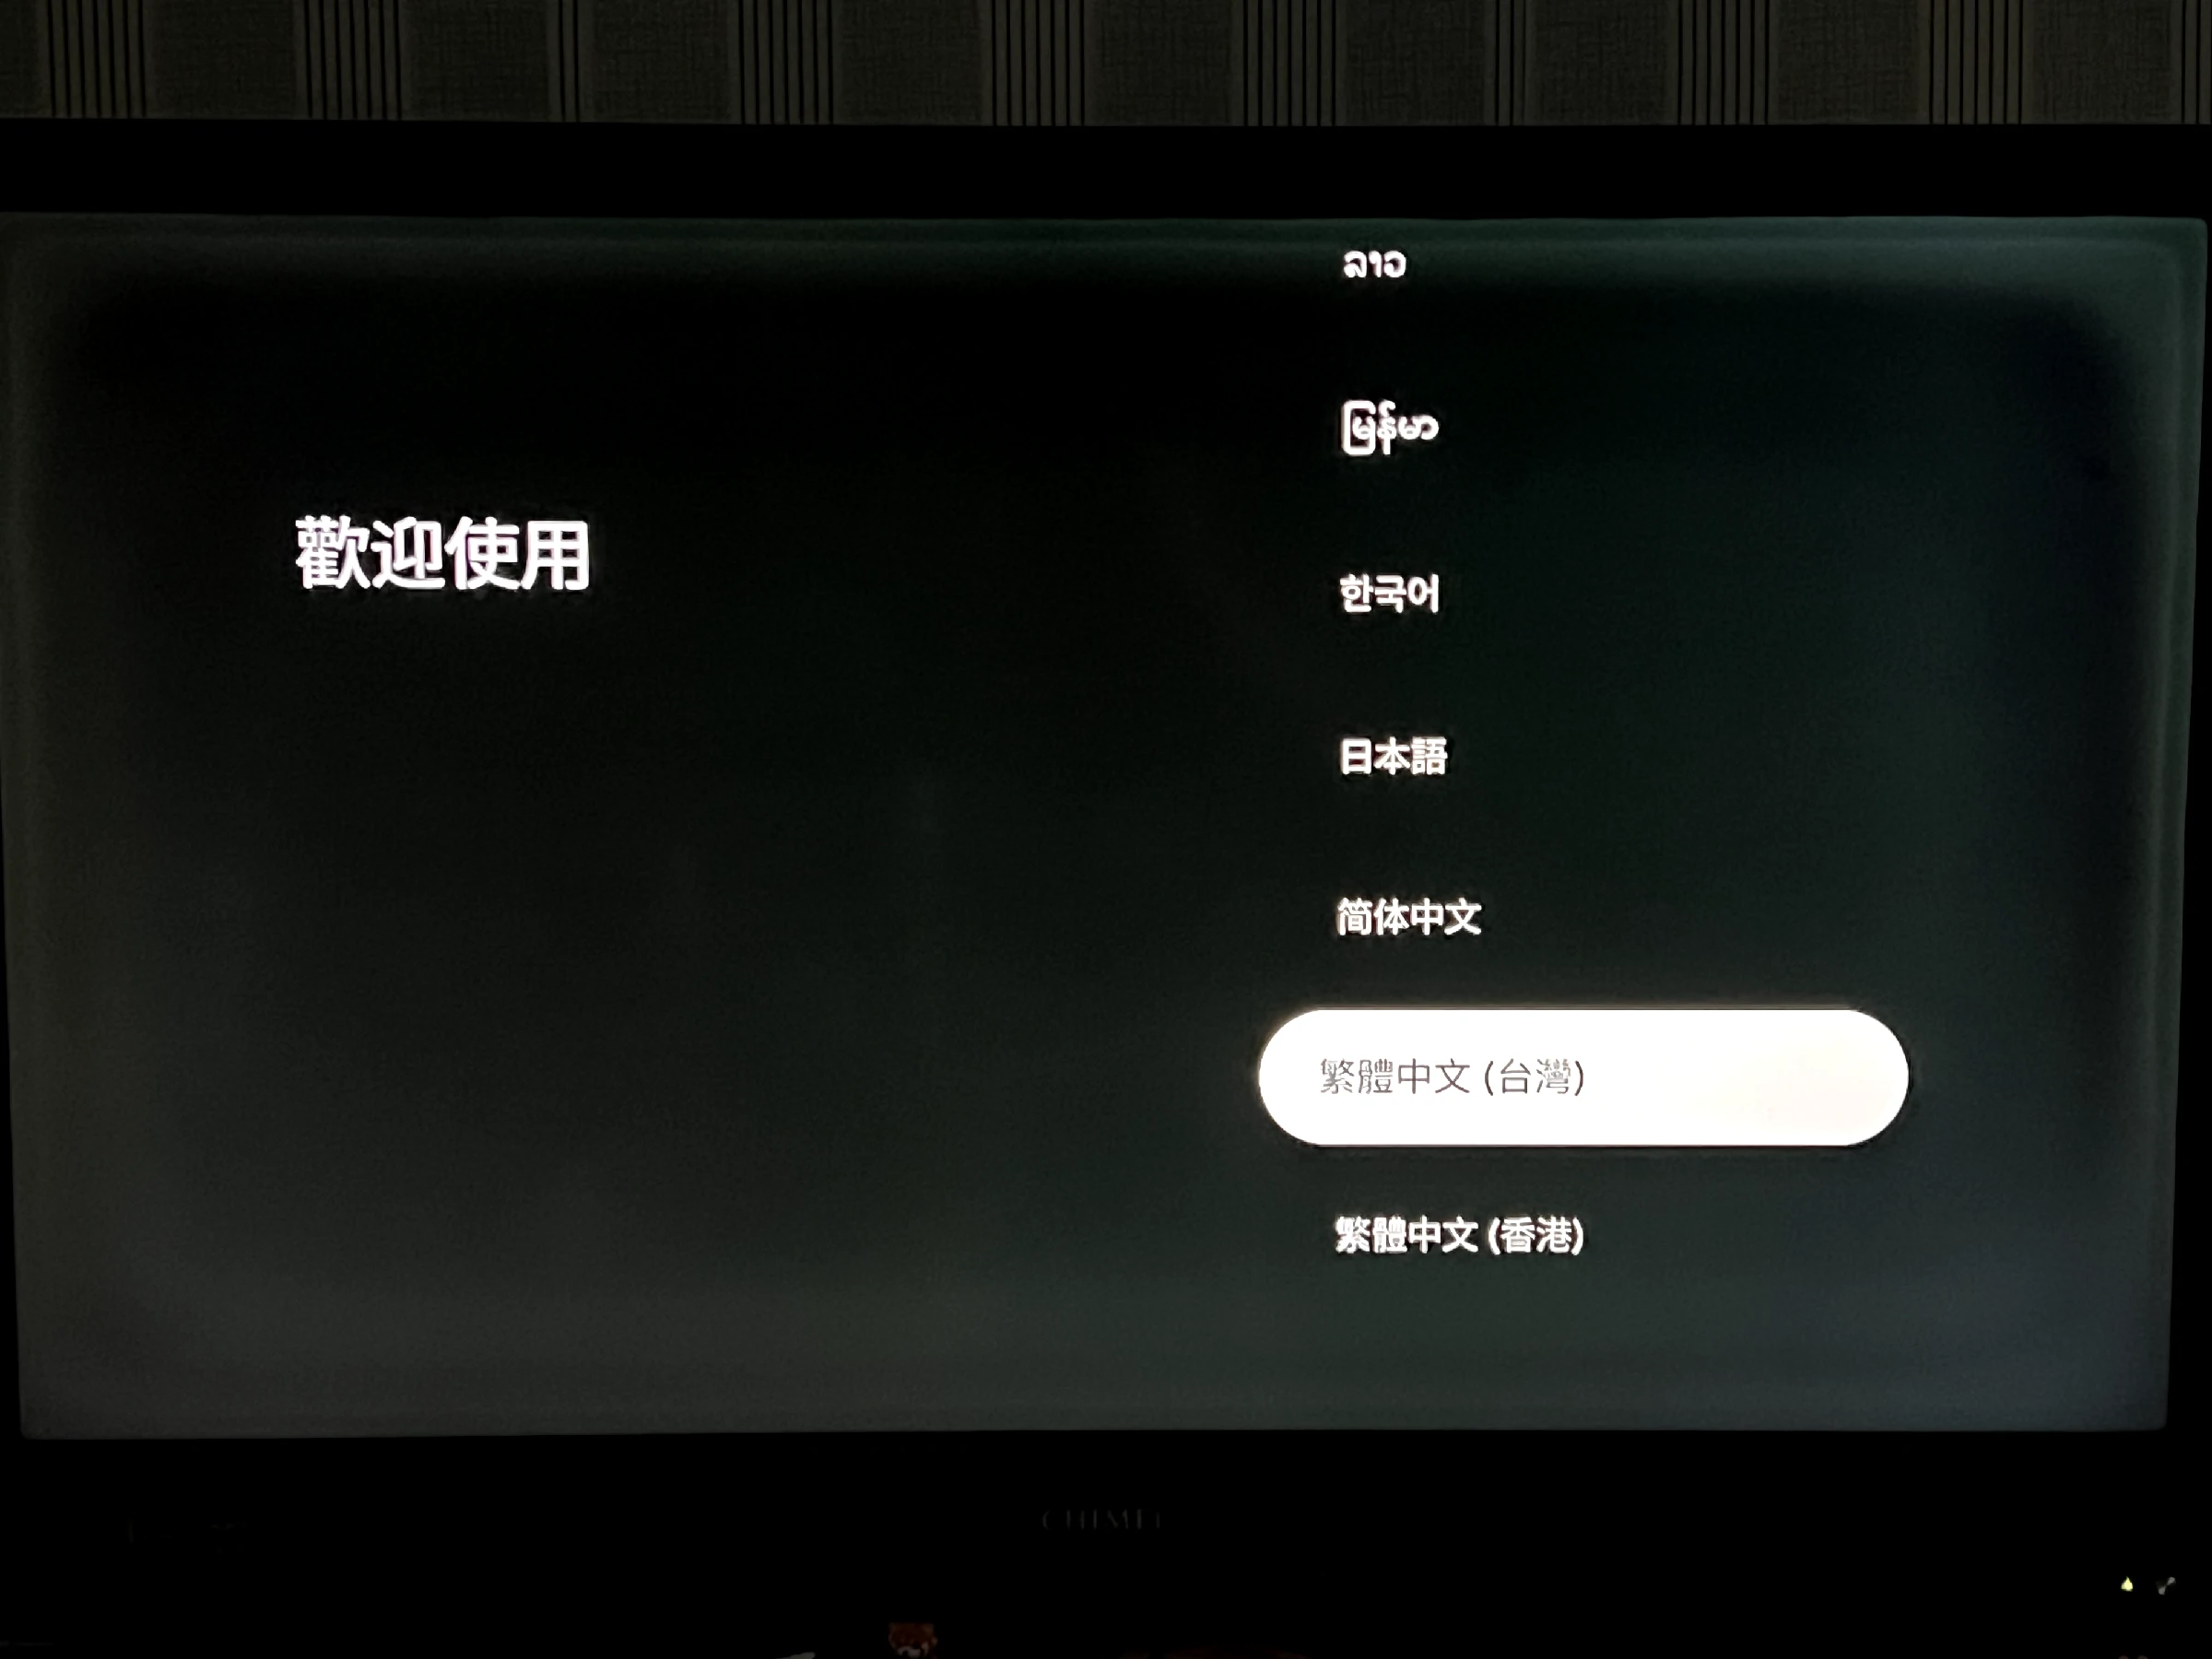 歡迎使用
ລາວ
မြန်မာ
한국어
日本語
简体中文
繁體中文 (台灣)
繁體中文 (香港)
CHIMEI